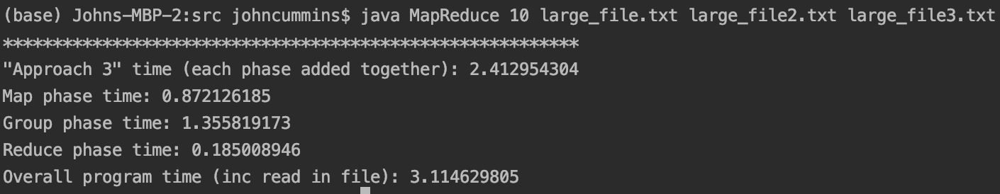 (base) Johns-MBP-2:src johncummins$ java MapReduce 10 large_file.txt large_file2.txt large_file3.txt
**********************************************************
"Approach 3" time (each phase added together): 2.412954304
Map phase time: 0.872126185
Group phase time: 1.355819173
Reduce phase time: 0.185008946
Overall program time (inc read in file): 3.114629805